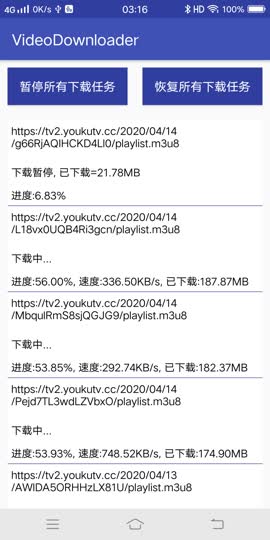 4G 0K/s 03:16 HD 100%
VideoDownloader
暂停所有下载任务 恢复所有下载任务
https://tv2.youkutv.cc/2020/04/14
/g66RjAQIHCKD4Ll0/playlist.m3u8
下载暂停, 已下载=21.78MB
进度:6.83%
https://tv2.youkutv.cc/2020/04/14
/L18vx0UQB4Ri3gcn/playlist.m3u8
下载中...
进度:56.00%, 速度:336.50KB/s, 已下载:187.87MB
https://tv2.youkutv.cc/2020/04/14
/MbqulRmS8sjQGJG9/playlist.m3u8
下载中...
进度:53.85%, 速度:292.74KB/s, 已下载:182.37MB
https://tv2.youkutv.cc/2020/04/14
/Pejd7TL3wdLZVbxO/playlist.m3u8
下载中...
进度:53.93%, 速度:748.52KB/s, 已下载:174.90MB
https://tv2.youkutv.cc/2020/04/13
/AWIDA5ORHHzLX81U/playlist.m3u8